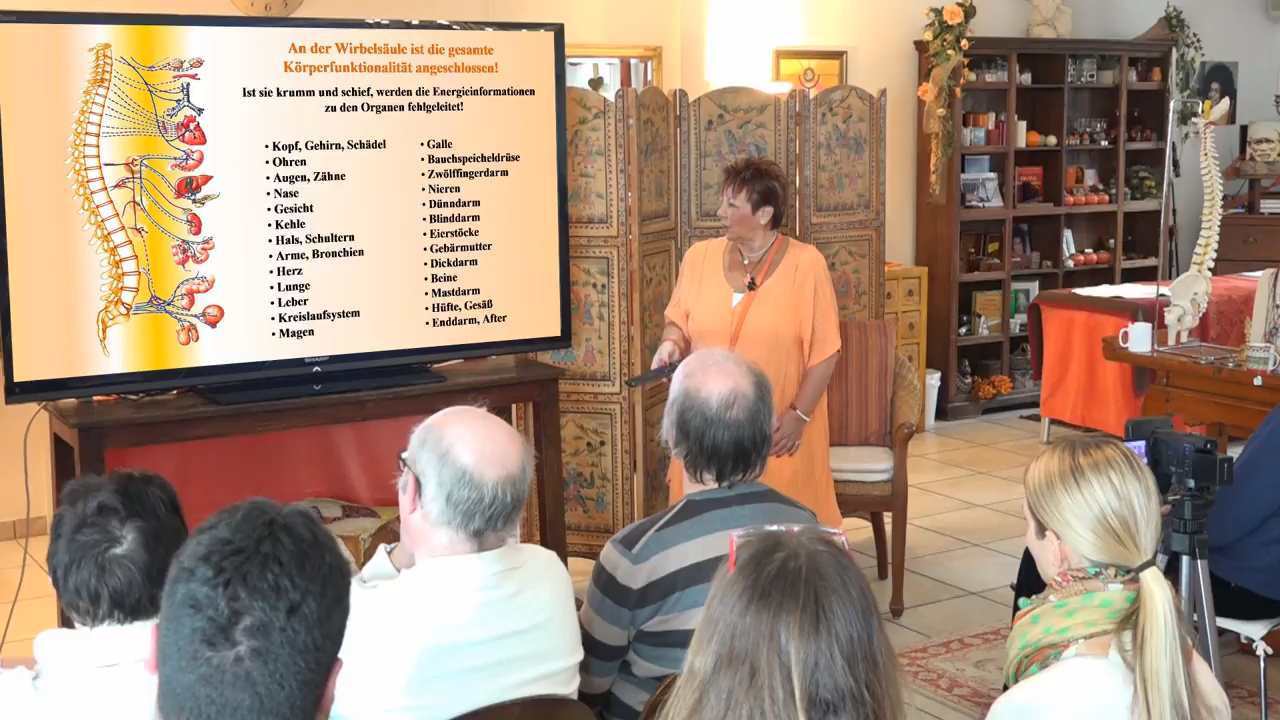 An der Wirbelsäule ist die gesamte
Körperfunktionalität angeschlossen!
Ist sie krumm und schief, werden die Energieinformationen
zu den Organen fehlgeleitet!
• Kopf, Gehirn, Schädel
• Ohren
• Augen, Zähne
• Nase
• Gesicht
• Kehle
• Hals, Schultern
• Arme, Bronchien
• Herz
• Lunge
• Leber
• Kreislaufsystem
• Magen
• Galle
• Bauchspeicheldrüse
• Zwölffingerdarm
• Nieren
• Dünndarm
• Blinddarm
• Eierstöcke
• Gebärmutter
• Dickdarm
• Beine
• Mastdarm
• Hüfte, Gesäß
• Enddarm, After
SHARP